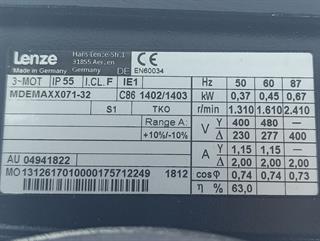 Lenze
Made in Germany
Hans-Lenze-Str.1
31855 Aerzen
Germany
DE
CE
EN60034
3~MOT IP 55 I.CL. F IE1 Hz 50 60 87
MDEMAXX071-32 C86 1402/1403 kW 0,37 0,45 0,67
S1 TKO r/min 1.310 1.610 2.410
Range A: V Y 400 480 —
+10%/-10% Δ 230 277 400
A Y 1,15 1,15 —
AU 04941822 Δ 2,00 2,00 2,00
MO 1312617010000175712249 1812 cosφ 0,74 0,74 0,73
η % 63,0